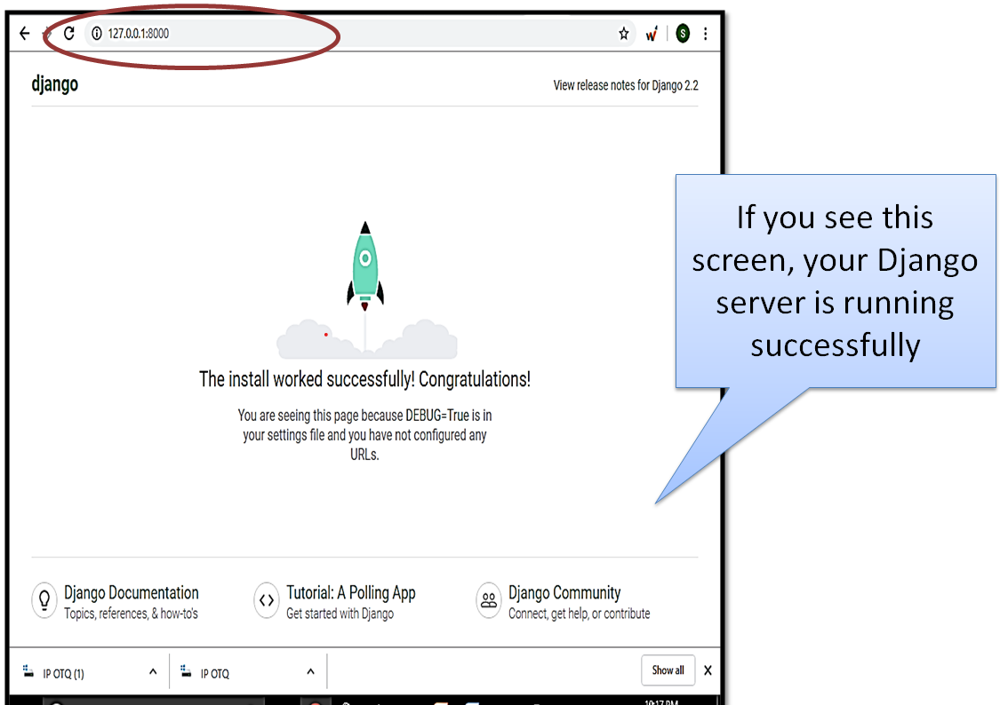 127.0.0.1:8000
S
django
View release notes for Django 2.2
If you see this
screen, your Django
server is running
successfully
The install worked successfully! Congratulations!
You are seeing this page because DEBUG=True is in
your settings file and you have not configured any
URLs.
Django Documentation
Topics, references, & how-to's
Tutorial: A Polling App
Get started with Django
Django Community
Connect, get help, or contribute
IP OTQ (1)
IP OTQ
Show all
X
10:17 PM